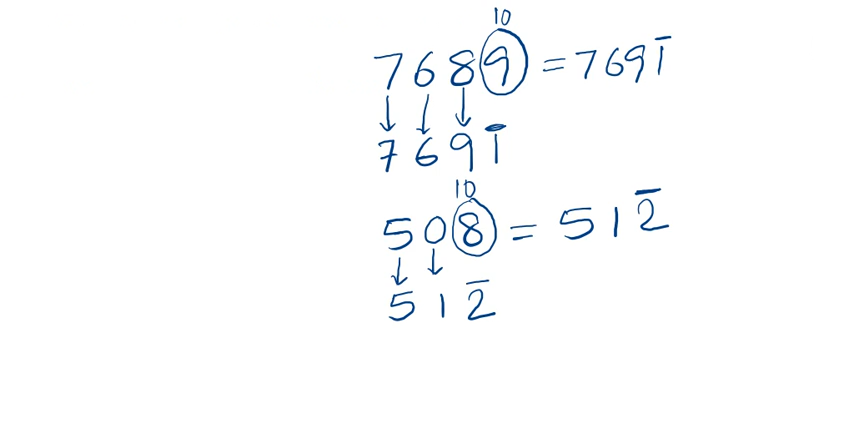 10
7689 = 7691̅
↓ ↓ ↓
7691̅
10
508 = 512̅
↓ ↓
512̅